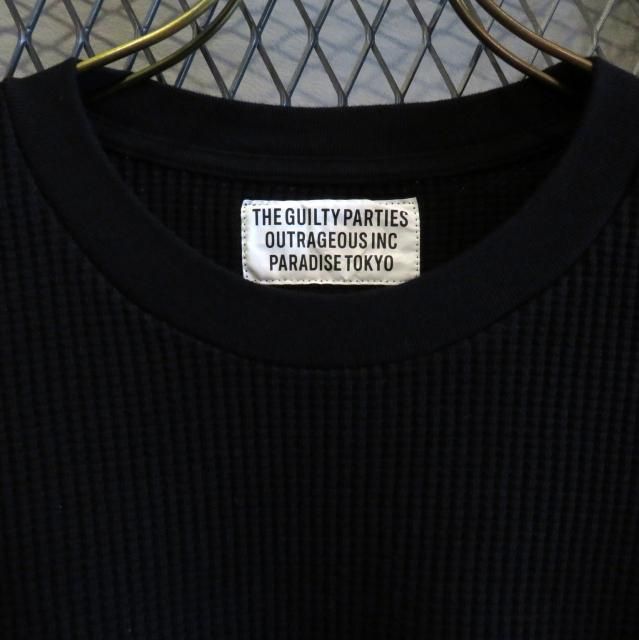 THE GUILTY PARTIES
OUTRAGEOUS INC
PARADISE TOKYO